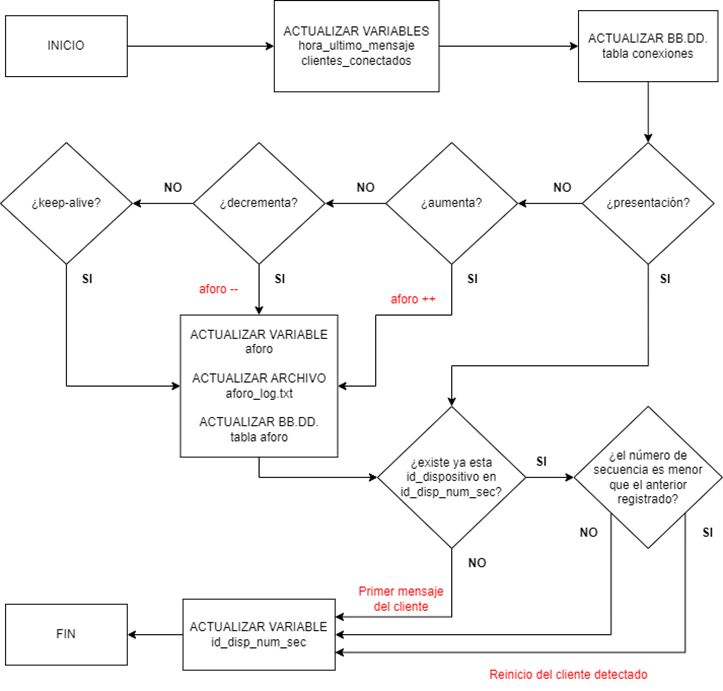 INICIO
ACTUALIZAR VARIABLES
hora_ultimo_mensaje
clientes_conectados
ACTUALIZAR BB.DD.
tabla conexiones
¿keep-alive?
NO
¿decrementa?
NO
¿aumenta?
NO
¿presentación?
SI
aforo --
SI
aforo ++
SI
SI
ACTUALIZAR VARIABLE
aforo
ACTUALIZAR ARCHIVO
aforo_log.txt
ACTUALIZAR BB.DD.
tabla aforo
¿existe ya esta
id_dispositivo en
id_disp_num_sec?
SI
¿el número de
secuencia es menor
que el anterior
registrado?
NO
NO
SI
Primer mensaje
del cliente
FIN
ACTUALIZAR VARIABLE
id_disp_num_sec
Reinicio del cliente detectado